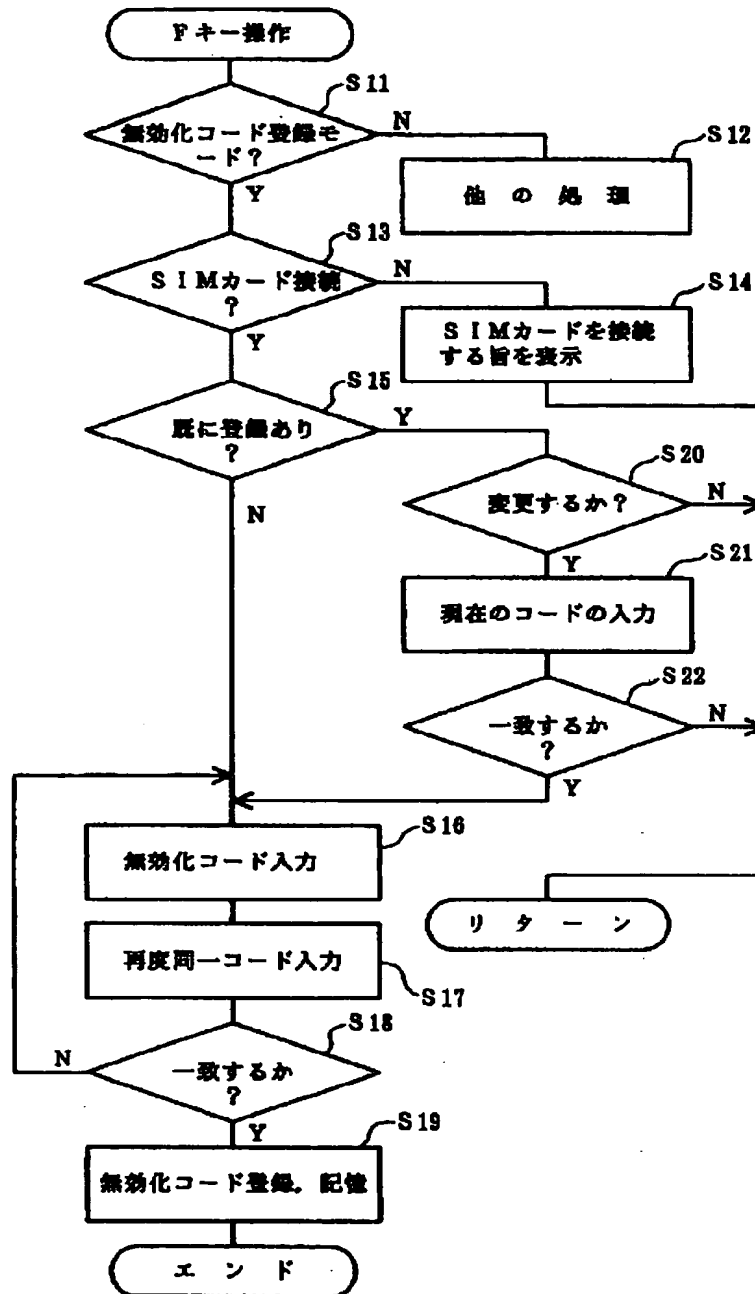 Fキー操作
S11
無効化コード登録モ
ード？
N
S12
Y
他の処理
S13
SIMカード接続
？
N
S14
Y
SIMカードを接続
する旨を表示
S15
既に登録あり
？
Y
S20
変更するか？
N
N
S21
Y
現在のコードの入力
S22
一致するか
？
N
Y
S16
無効化コード入力
リターン
再度同一コード入力
S17
S18
一致するか
？
N
Y
S19
無効化コード登録，記憶
エンド